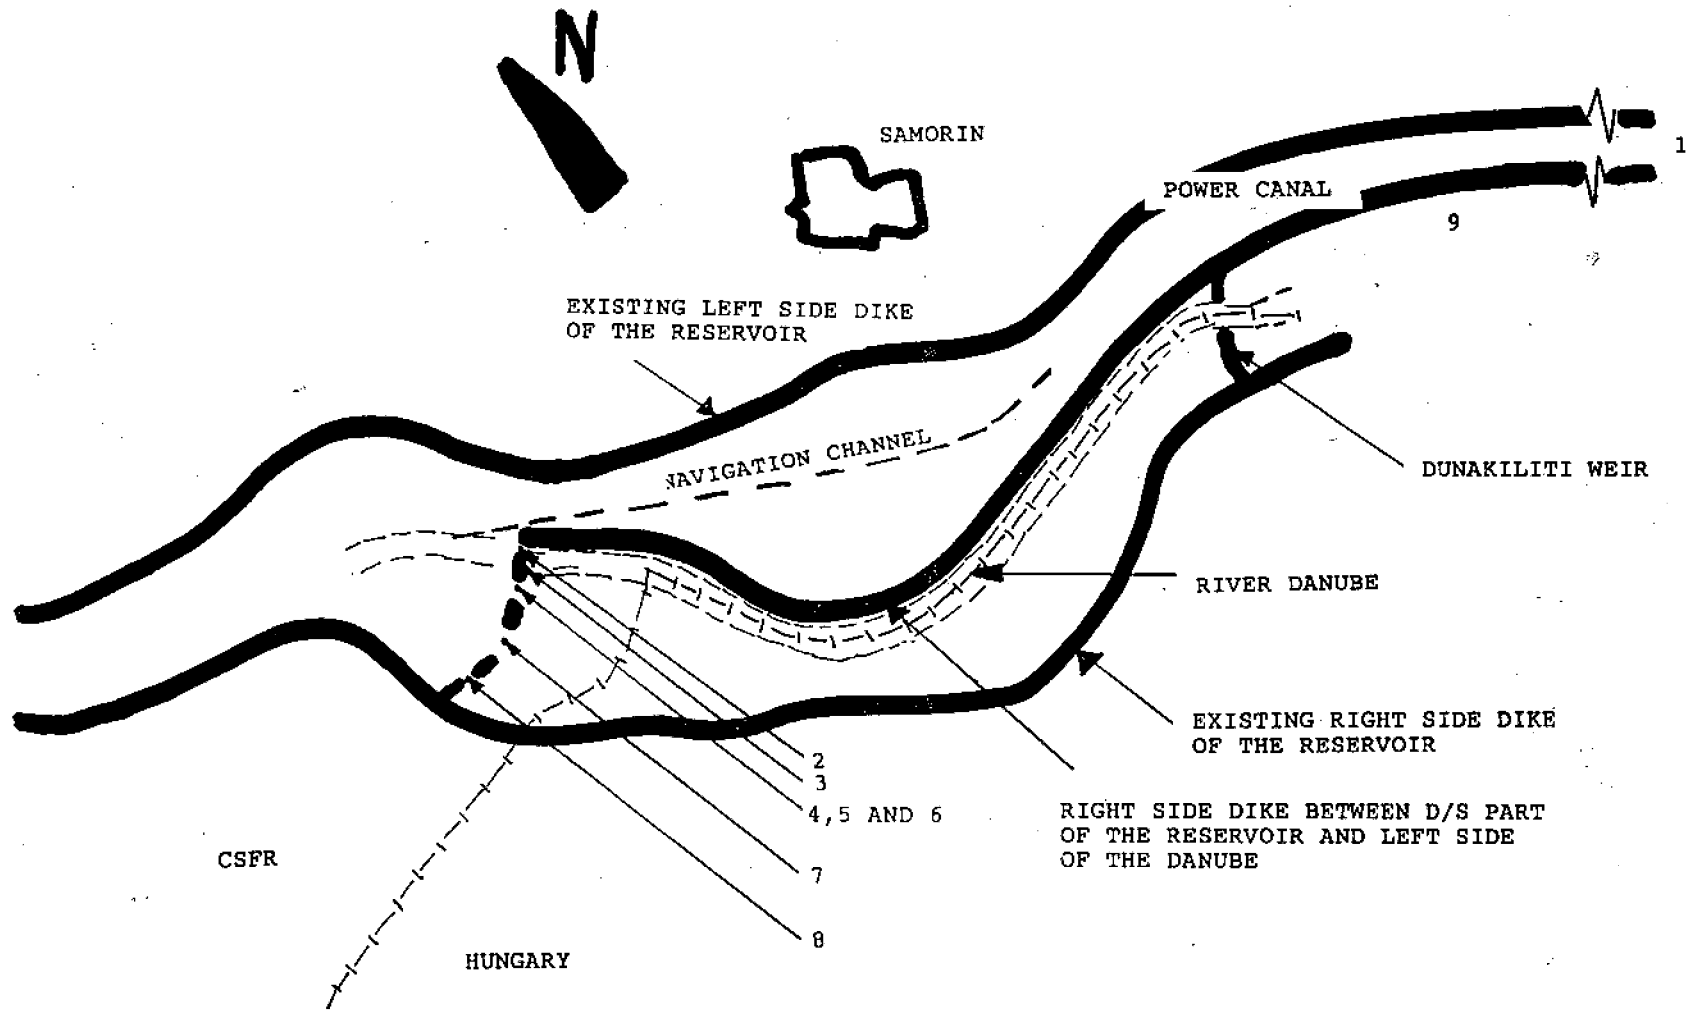 N
SAMORIN
1
POWER CANAL
9
EXISTING LEFT SIDE DIKE
OF THE RESERVOIR
NAVIGATION CHANNEL
DUNAKILITI WEIR
RIVER DANUBE
EXISTING RIGHT SIDE DIKE
OF THE RESERVOIR
2
3
4,5 AND 6
RIGHT SIDE DIKE BETWEEN D/S PART
OF THE RESERVOIR AND LEFT SIDE
OF THE DANUBE
CSFR
7
8
HUNGARY